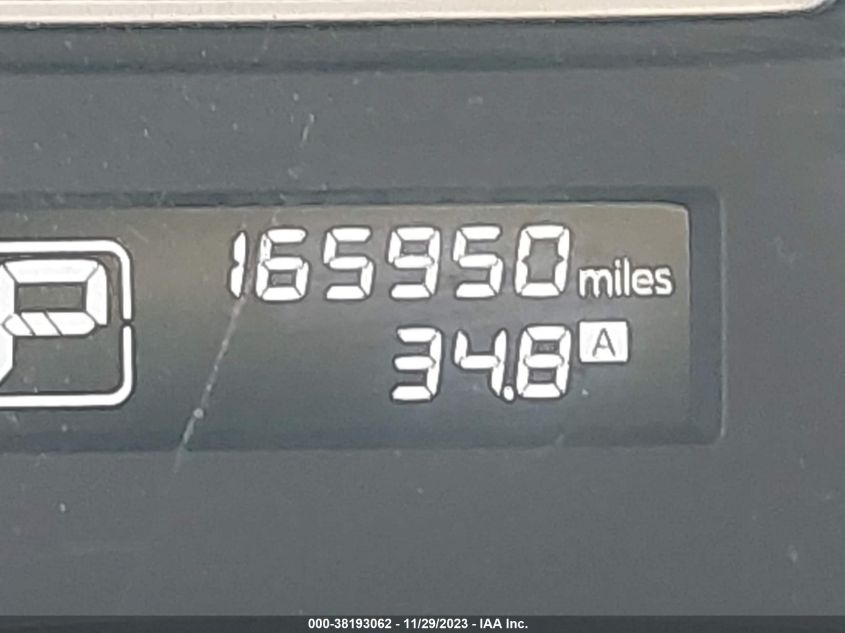 165950 miles
P
34.8 A
000-38193062 - 11/29/2023 - IAA Inc.